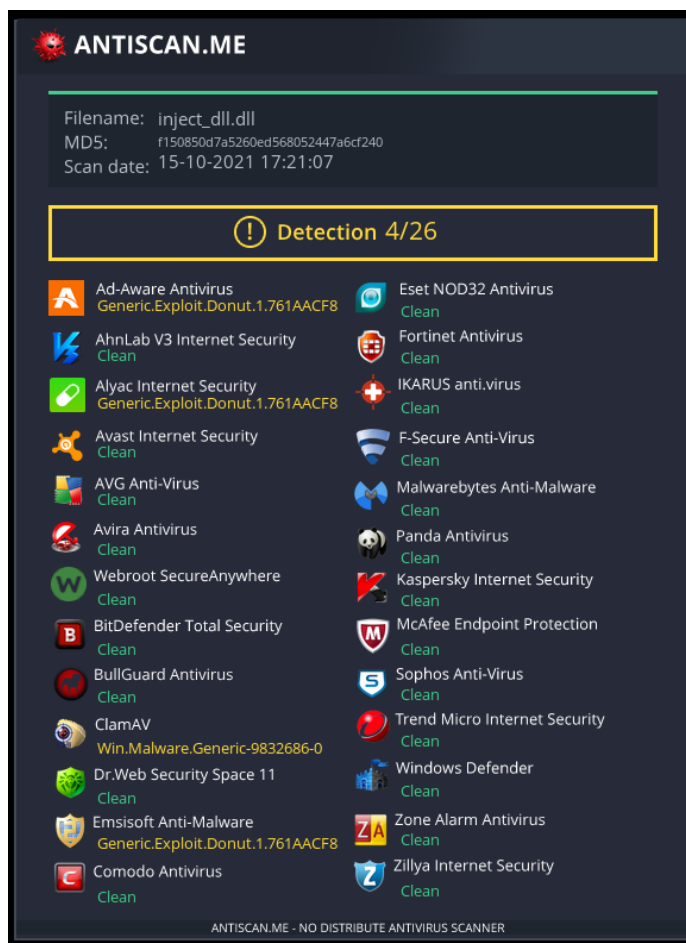 ANTISCAN.ME
Filename: inject_dll.dll
MD5: f150850d7a5260ed568052447a6cf240
Scan date: 15-10-2021 17:21:07
Detection 4/26
Ad-Aware Antivirus
Generic.Exploit.Donut.1.761AACF8
AhnLab V3 Internet Security
Clean
Alyac Internet Security
Generic.Exploit.Donut.1.761AACF8
Avast Internet Security
Clean
AVG Anti-Virus
Clean
Avira Antivirus
Clean
Webroot SecureAnywhere
Clean
BitDefender Total Security
Clean
BullGuard Antivirus
Clean
ClamAV
Win.Malware.Generic-9832686-0
Dr.Web Security Space 11
Clean
Emsisoft Anti-Malware
Generic.Exploit.Donut.1.761AACF8
Comodo Antivirus
Clean
Eset NOD32 Antivirus
Clean
Fortinet Antivirus
Clean
IKARUS anti.virus
Clean
F-Secure Anti-Virus
Clean
Malwarebytes Anti-Malware
Clean
Panda Antivirus
Clean
Kaspersky Internet Security
Clean
McAfee Endpoint Protection
Clean
Sophos Anti-Virus
Clean
Trend Micro Internet Security
Clean
Windows Defender
Clean
Zone Alarm Antivirus
Clean
Zillya Internet Security
Clean
ANTISCAN.ME - NO DISTRIBUTE ANTIVIRUS SCANNER